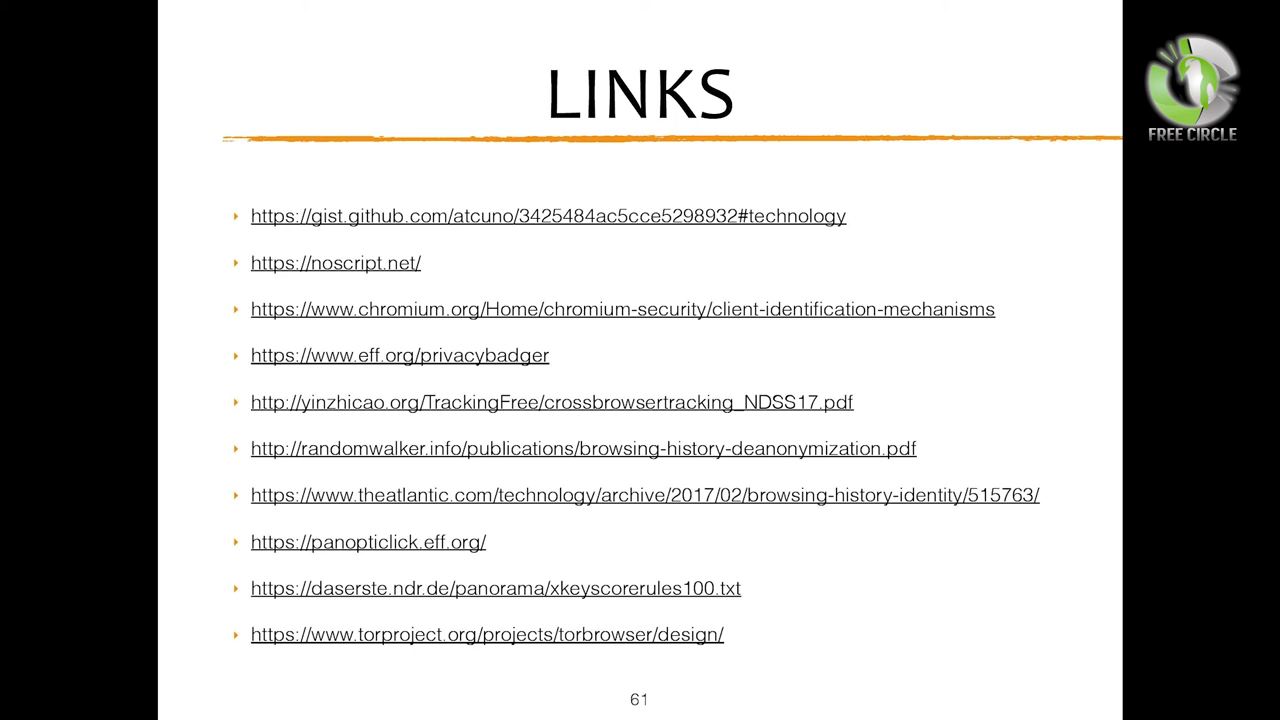 LINKS
FREE CIRCLE
https://gist.github.com/atcuno/3425484ac5cce5298932#technology
https://noscript.net/
https://www.chromium.org/Home/chromium-security/client-identification-mechanisms
https://www.eff.org/privacybadger
http://yinzhicao.org/TrackingFree/crossbrowsertracking_NDSS17.pdf
http://randomwalker.info/publications/browsing-history-deanonymization.pdf
https://www.theatlantic.com/technology/archive/2017/02/browsing-history-identity/515763/
https://panopticlick.eff.org/
https://daserste.ndr.de/panorama/xkeyscorerules100.txt
https://www.torproject.org/projects/torbrowser/design/
61